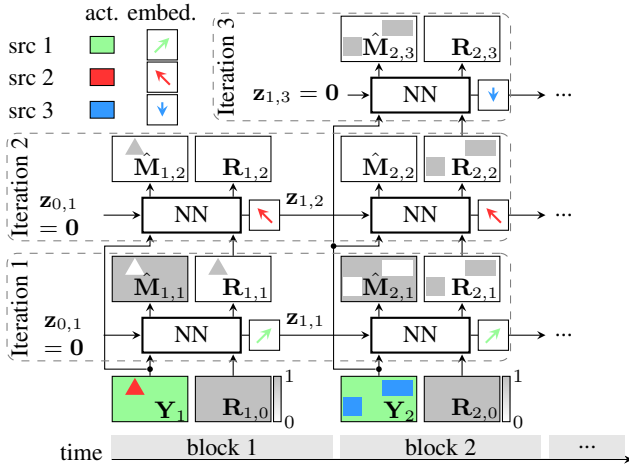 act. embed.
src 1
src 2
src 3
Iteration 3
M̂₂,₃ R₂,₃
z₁,₃ = 0 NN ...
Iteration 2
M̂₁,₂ R₁,₂ M̂₂,₂ R₂,₂
z₀,₁ = 0 NN z₁,₂ NN ...
Iteration 1
M̂₁,₁ R₁,₁ M̂₂,₁ R₂,₁
z₀,₁ = 0 NN z₁,₁ NN ...
Y₁ R₁,₀ 1 0 Y₂ R₂,₀ 1 0
time block 1 block 2 ...